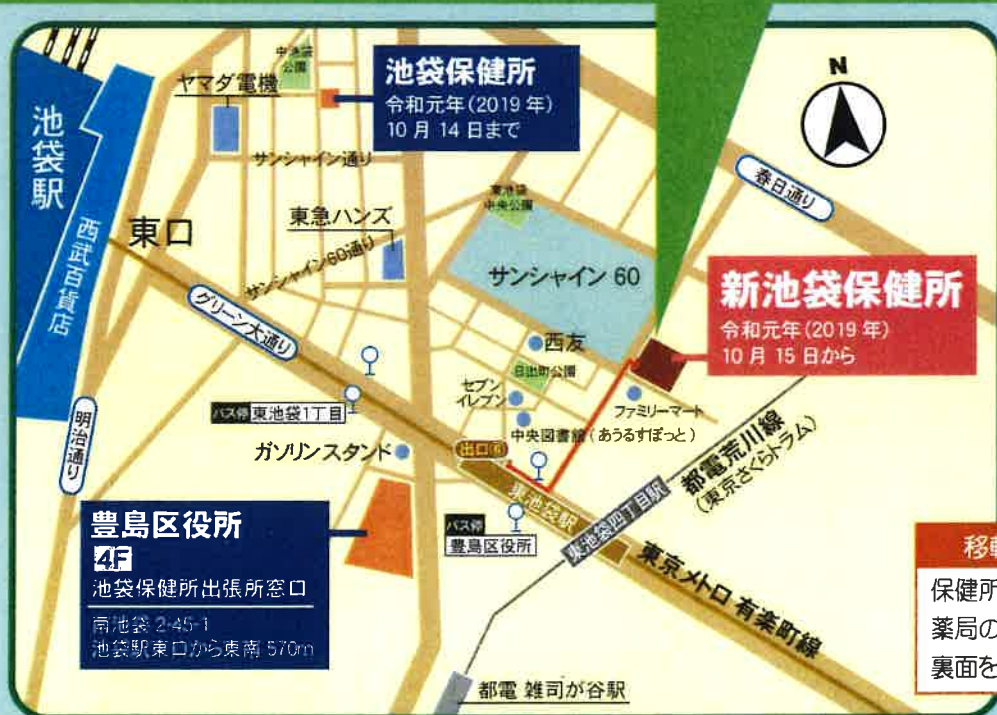 中池袋
公園
ヤマダ電機
池袋保健所
令和元年(2019年)
10月14日まで
N
池袋駅
西武百貨店
東口
サンシャイン通り
東急ハンズ
サンシャイン60通り
東池袋
中央公園
サンシャイン 60
春日通り
新池袋保健所
令和元年(2019年)
10月15日から
グリーン大通り
明治通り
西友
日出町公園
セブン
イレブン
ファミリーマート
中央図書館(あうるすぽっと)
バス停 東池袋1丁目
ガソリンスタンド
出口⑥
東池袋駅
バス停
豊島区役所
東池袋四丁目駅
都電荒川線
(東京さくらトラム)
東京メトロ 有楽町線
豊島区役所
4F
池袋保健所出張所窓口
南池袋 2-45-1
池袋駅東口から東南 570m
都電 雑司が谷駅
移転
保健所
薬局の
裏面を